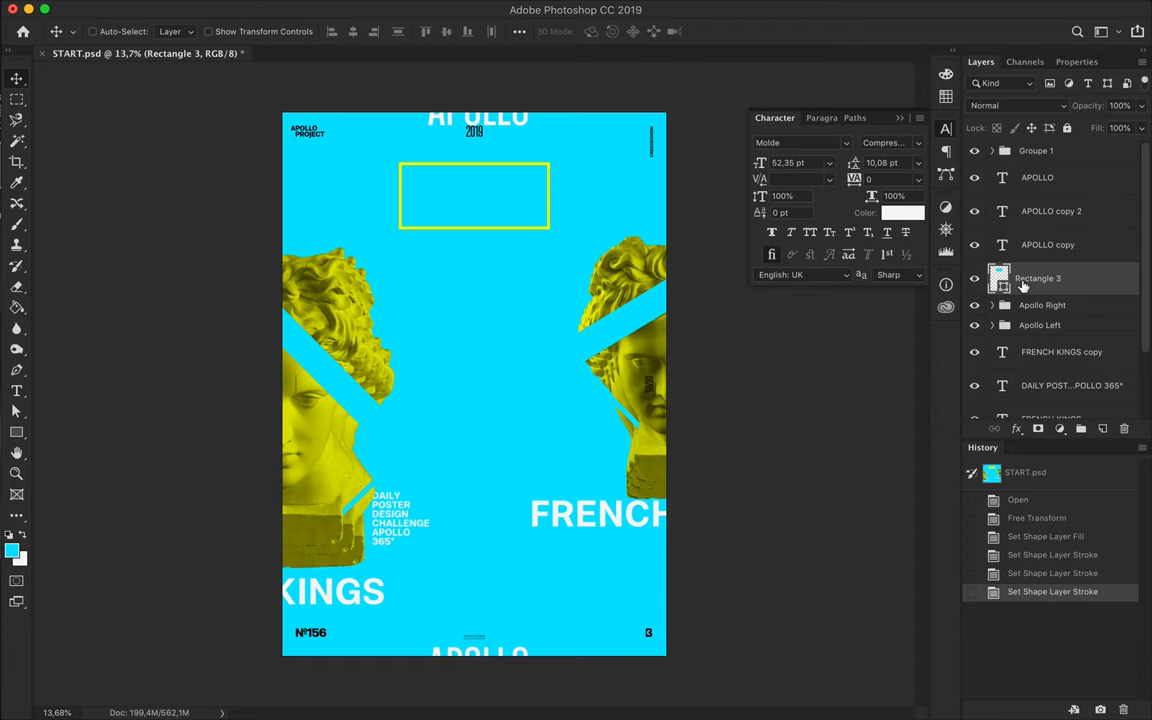 Adobe Photoshop CC 2019
Auto-Select:
Layer
Show Transform Controls
3D Mode:
START.psd @ 13,7% (Rectangle 3, RGB/8) *
APOLLO
PROJECT
APOLLO
2019
DAILY
POSTER
DESIGN
CHALLENGE
APOLLO
365°
FRENCH
KINGS
Nº156
APOLLO
Character
Paragra
Paths
Molde
Compres...
52,35 pt
10,08 pt
0
100%
100%
0 pt
Color:
English: UK
Sharp
Layers
Channels
Properties
Kind
Normal
Opacity: 100%
Lock:
Fill: 100%
Groupe 1
APOLLO
APOLLO copy 2
APOLLO copy
Rectangle 3
Apollo Right
Apollo Left
FRENCH KINGS copy
DAILY POST...POLLO 365°
FRENCH KINGS
History
START.psd
Open
Free Transform
Set Shape Layer Fill
Set Shape Layer Stroke
Set Shape Layer Stroke
Set Shape Layer Stroke
13,68%
Doc: 199,4M/562,1M